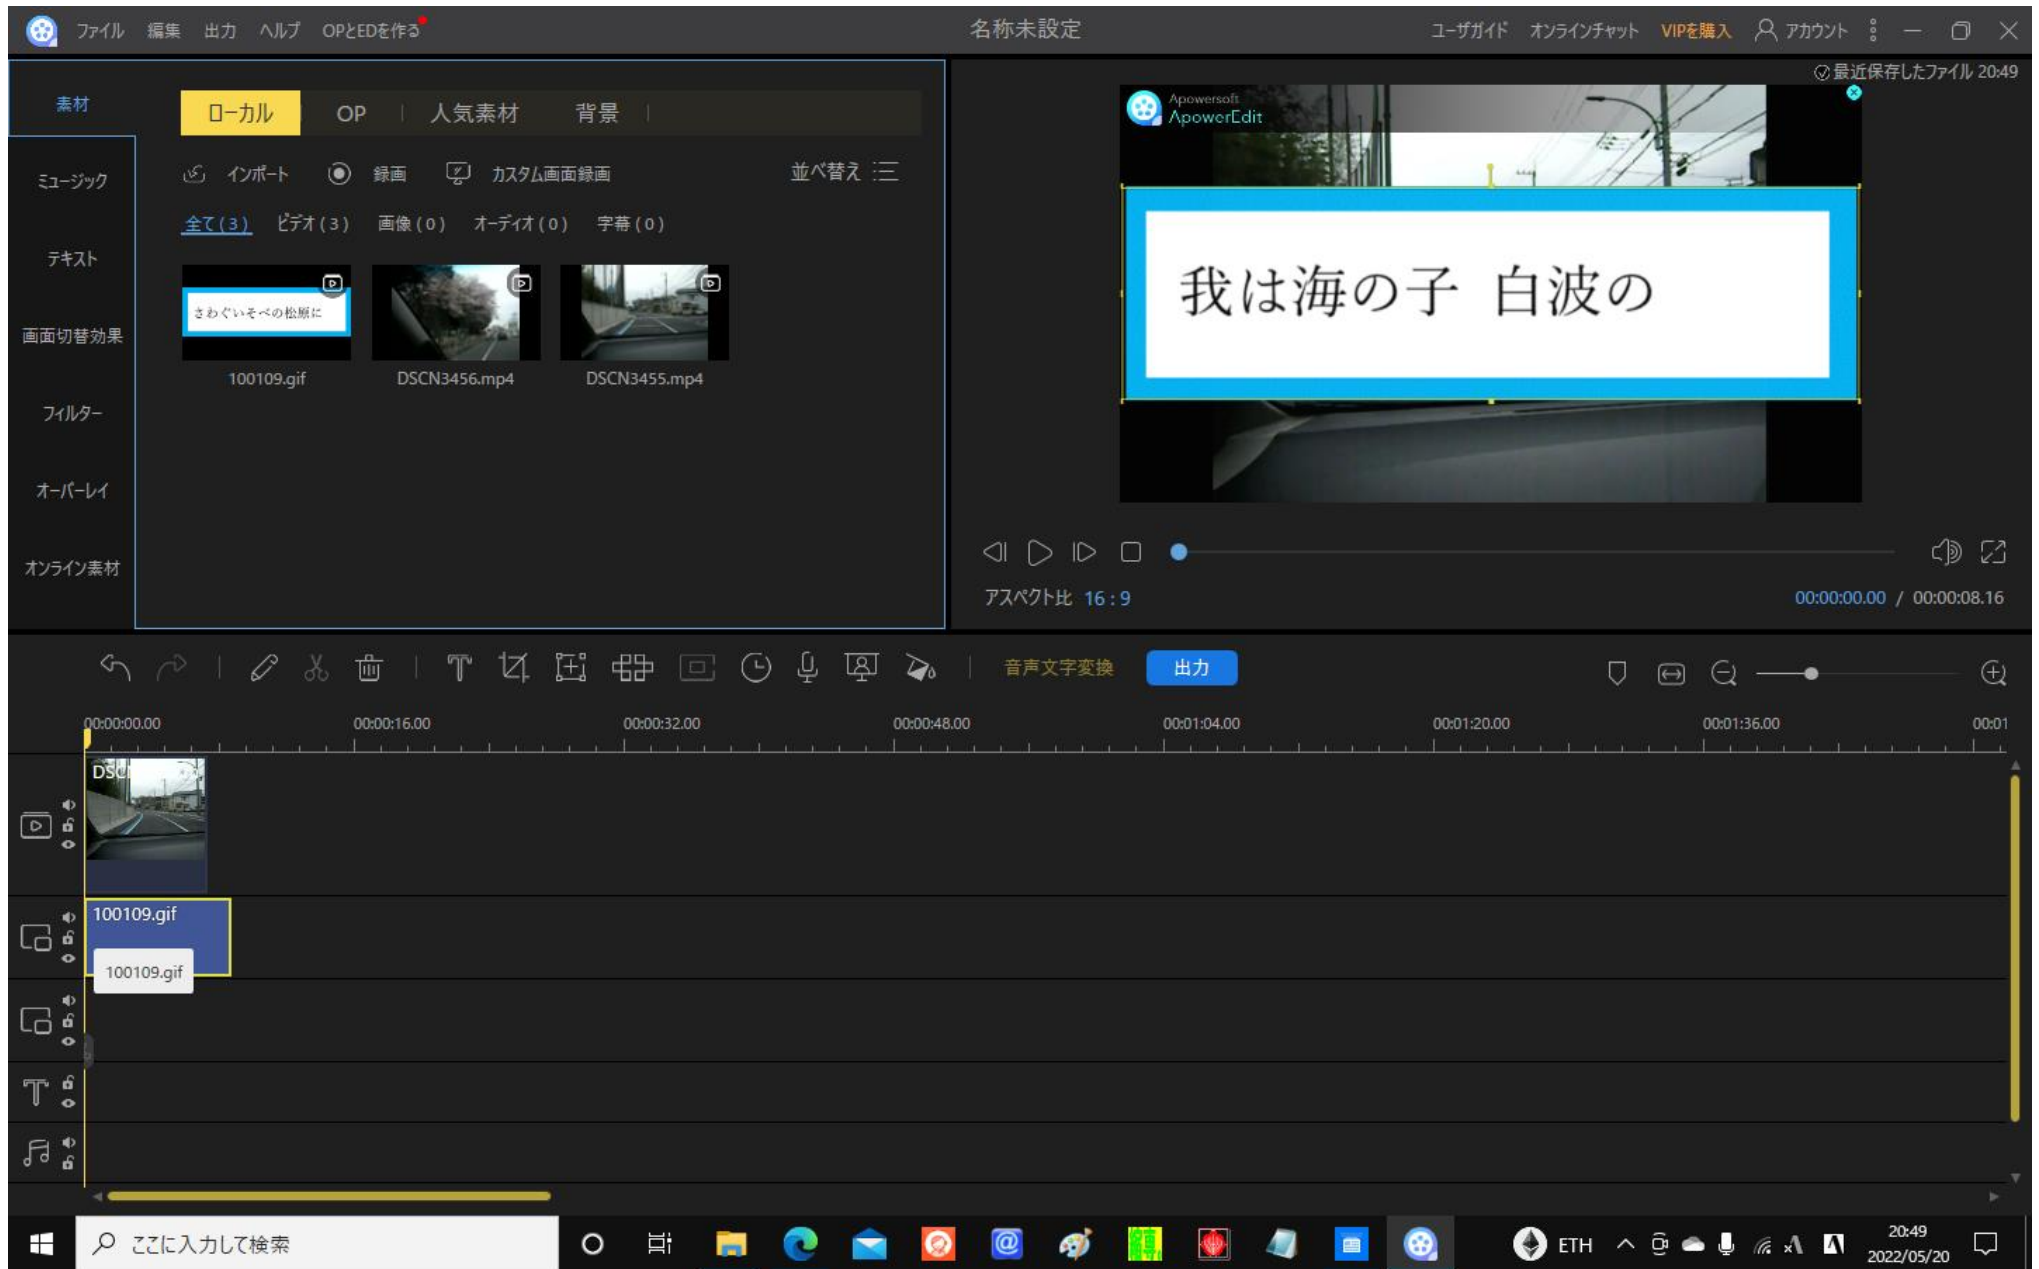 ファイル 編集 出力 ヘルプ OPとEDを作る 名称未設定 ユーザガイド オンラインチャット VIPを購入 アカウント
最近保存したファイル 20:49
素材
ミュージック
テキスト
画面切替効果
フィルター
オーバーレイ
オンライン素材
ローカル OP 人気素材 背景
インポート 録画 カスタム画面録画 並べ替え
全て(3) ビデオ(3) 画像(0) オーディオ(0) 字幕(0)
さわぐいそべの松原に
100109.gif DSCN3456.mp4 DSCN3455.mp4
Apowersoft
ApowerEdit
我は海の子 白波の
アスペクト比 16:9 00:00:00.00 / 00:00:08.16
音声文字変換 出力
00:00:00.00 00:00:16.00 00:00:32.00 00:00:48.00 00:01:04.00 00:01:20.00 00:01:36.00 00:01
100109.gif
100109.gif
ここに入力して検索 ETH 20:49
2022/05/20